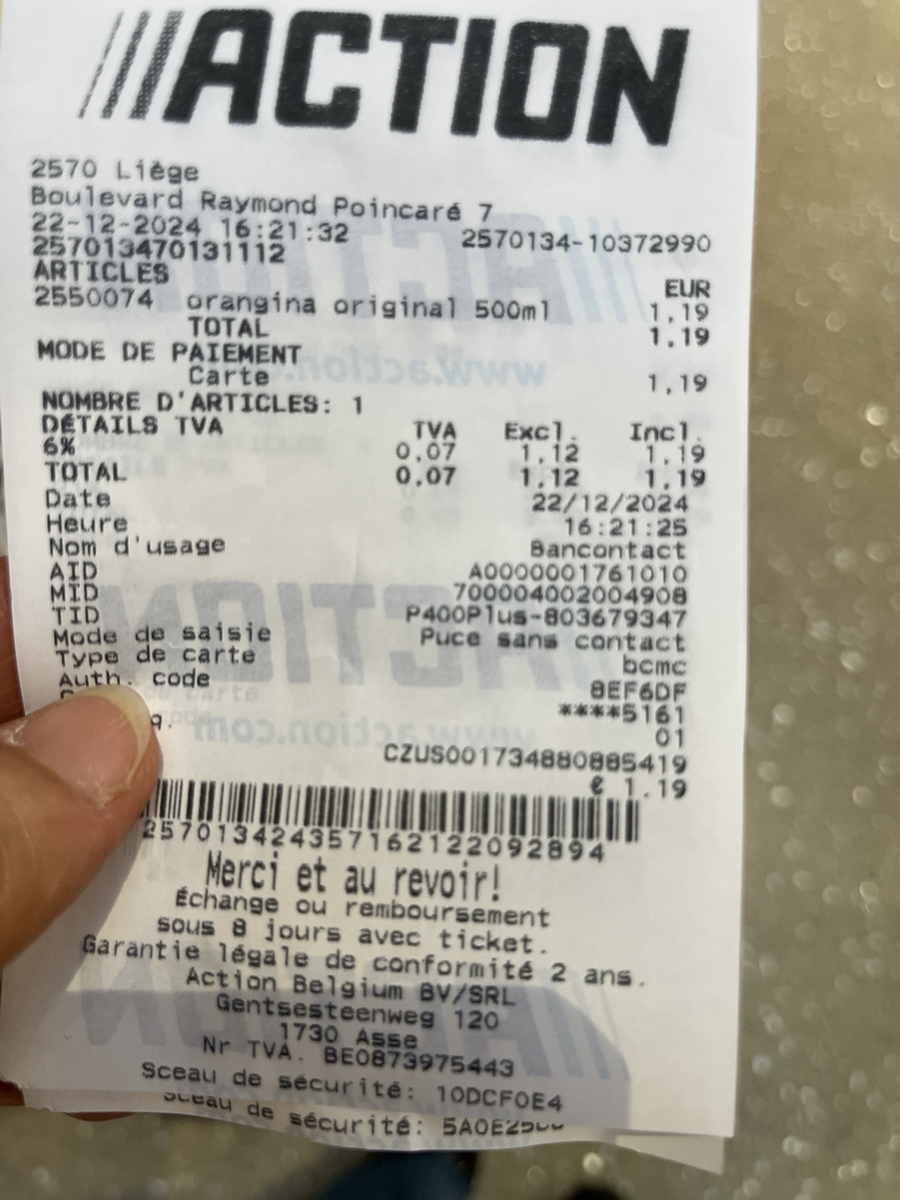 ACTION
2570 Liège
Boulevard Raymond Poincaré 7
22-12-2024 16:21:32 2570134-10372990
25701347013​1112
ARTICLES EUR
2550074 orangina original 500ml 1,19
TOTAL 1,19
MODE DE PAIEMENT
Carte 1,19
NOMBRE D'ARTICLES: 1
DÉTAILS TVA TVA Excl. Incl.
6% 0,07 1,12 1,19
TOTAL 0,07 1,12 1,19
Date 22/12/2024
Heure 16:21:25
Nom d'usage Bancontact
AID A0000001761010
MID 700004002004908
TID P400Plus-803679347
Mode de saisie Puce sans contact
Type de carte bcmc
Auth. code 8EF6DF
****5161
q. 01
CZUS001734880885419
€ 1.19
257013424357162122092894
Merci et au revoir!
Échange ou remboursement
sous 8 jours avec ticket.
Garantie légale de conformité 2 ans.
Action Belgium BV/SRL
Gentsesteenweg 120
1730 Asse
Nr TVA. BE0873975443
Sceau de sécurité: 10DCF0E4
Sceau de sécurité: